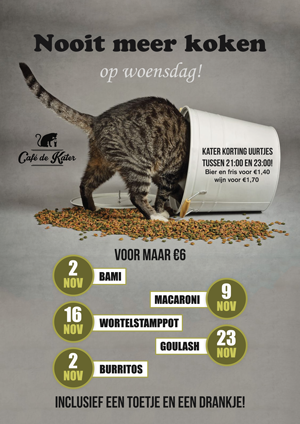 Nooit meer koken
op woensdag!
Café de Kater
KATER KORTING UURTJES
TUSSEN 21:00 EN 23:00!
Bier en fris voor €1,40
wijn voor €1,70
VOOR MAAR €6
2 NOV
BAMI
MACARONI
9 NOV
16 NOV
WORTELSTAMPPOT
GOULASH
23 NOV
2 NOV
BURRITOS
INCLUSIEF EEN TOETJE EN EEN DRANKJE!